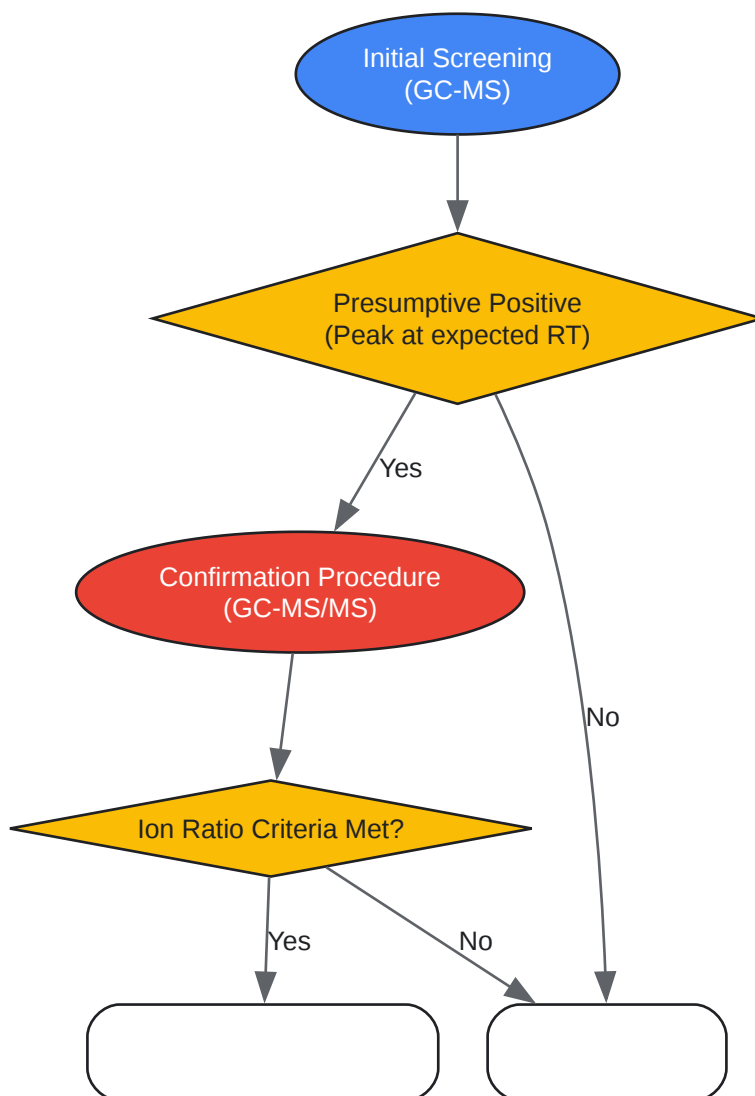 Initial Screening
(GC-MS)
Presumptive Positive
(Peak at expected RT)
Yes
Confirmation Procedure
(GC-MS/MS)
No
Ion Ratio Criteria Met?
Yes
No